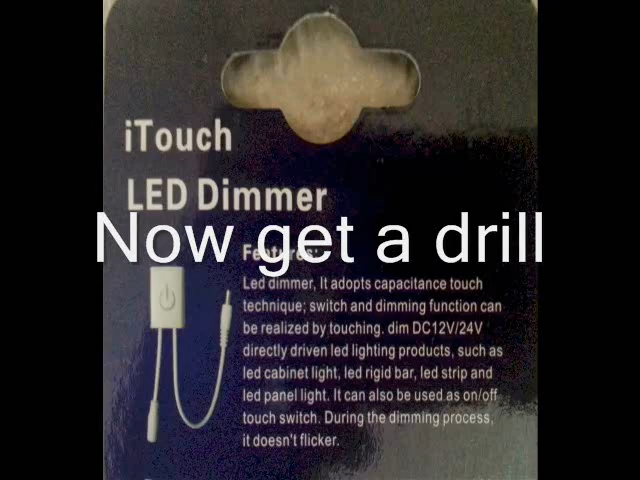 iTouch
LED Dimmer
Now get a drill
Features:
Led dimmer, It adopts capacitance touch
technique; switch and dimming function can
be realized by touching. dim DC12V/24V
directly driven led lighting products, such as
led cabinet light, led rigid bar, led strip and
led panel light. It can also be used as on/off
touch switch. During the dimming process,
it doesn't flicker.